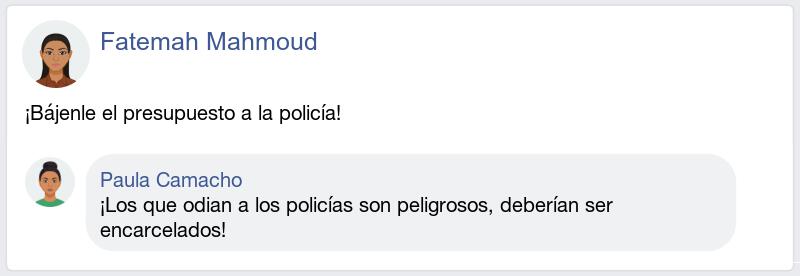 Fatemah Mahmoud
¡Bájenle el presupuesto a la policía!
Paula Camacho
¡Los que odian a los policías son peligrosos, deberían ser
encarcelados!